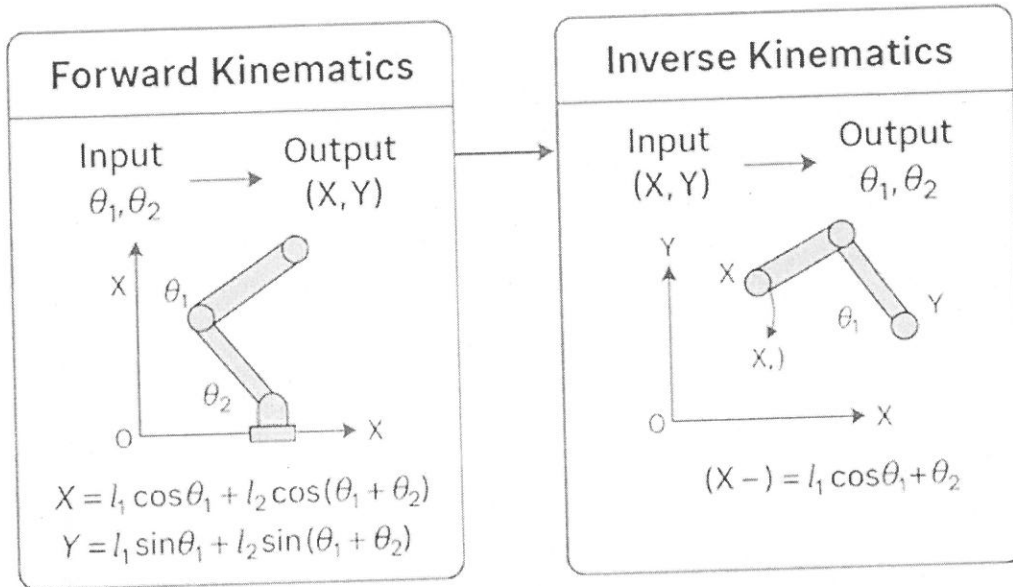 Forward Kinematics
Input
θ₁,θ₂
Output
(X,Y)
X
θ₁
θ₂
O
X
X = l₁ cosθ₁ + l₂ cos(θ₁ + θ₂)
Y = l₁ sinθ₁ + l₂ sin(θ₁ + θ₂)
Inverse Kinematics
Input
(X,Y)
Output
θ₁,θ₂
Y
X
Y
θ₁
X,)
O
X
(X –) = l₁ cosθ₁+θ₂